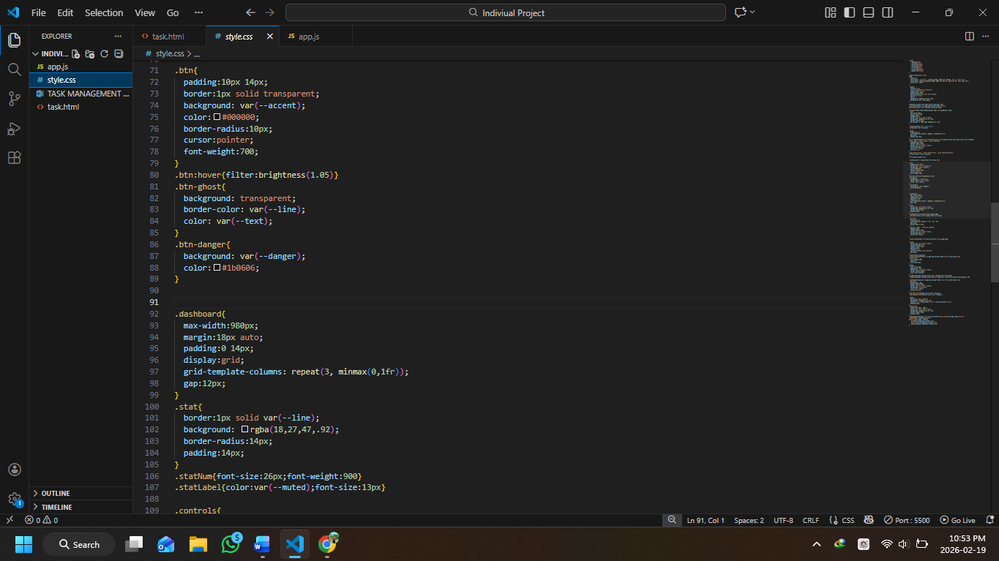 File Edit Selection View Go ··· Indiviual Project
EXPLORER ···
INDIVI...
JS app.js
# style.css
TASK MANAGEMENT ...
<> task.html
OUTLINE
TIMELINE
<> task.html # style.css JS app.js
# style.css > ...
71 .btn{
72 padding:10px 14px;
73 border:1px solid transparent;
74 background: var(--accent);
75 color:#000000;
76 border-radius:10px;
77 cursor:pointer;
78 font-weight:700;
79 }
80 .btn:hover{filter:brightness(1.05)}
81 .btn-ghost{
82 background: transparent;
83 border-color: var(--line);
84 color: var(--text);
85 }
86 .btn-danger{
87 background: var(--danger);
88 color:#1b0606;
89 }
90
91
92 .dashboard{
93 max-width:980px;
94 margin:18px auto;
95 padding:0 14px;
96 display:grid;
97 grid-template-columns: repeat(3, minmax(0,1fr));
98 gap:12px;
99 }
100 .stat{
101 border:1px solid var(--line);
102 background: rgba(18,27,47,.92);
103 border-radius:14px;
104 padding:14px;
105 }
106 .statNum{font-size:26px;font-weight:900}
107 .statLabel{color:var(--muted);font-size:13px}
108
109 .controls{
1
0 0 Ln 91, Col 1 Spaces: 2 UTF-8 CRLF {} CSS Port : 5500 Go Live
Search 5 10:53 PM
2026-02-19